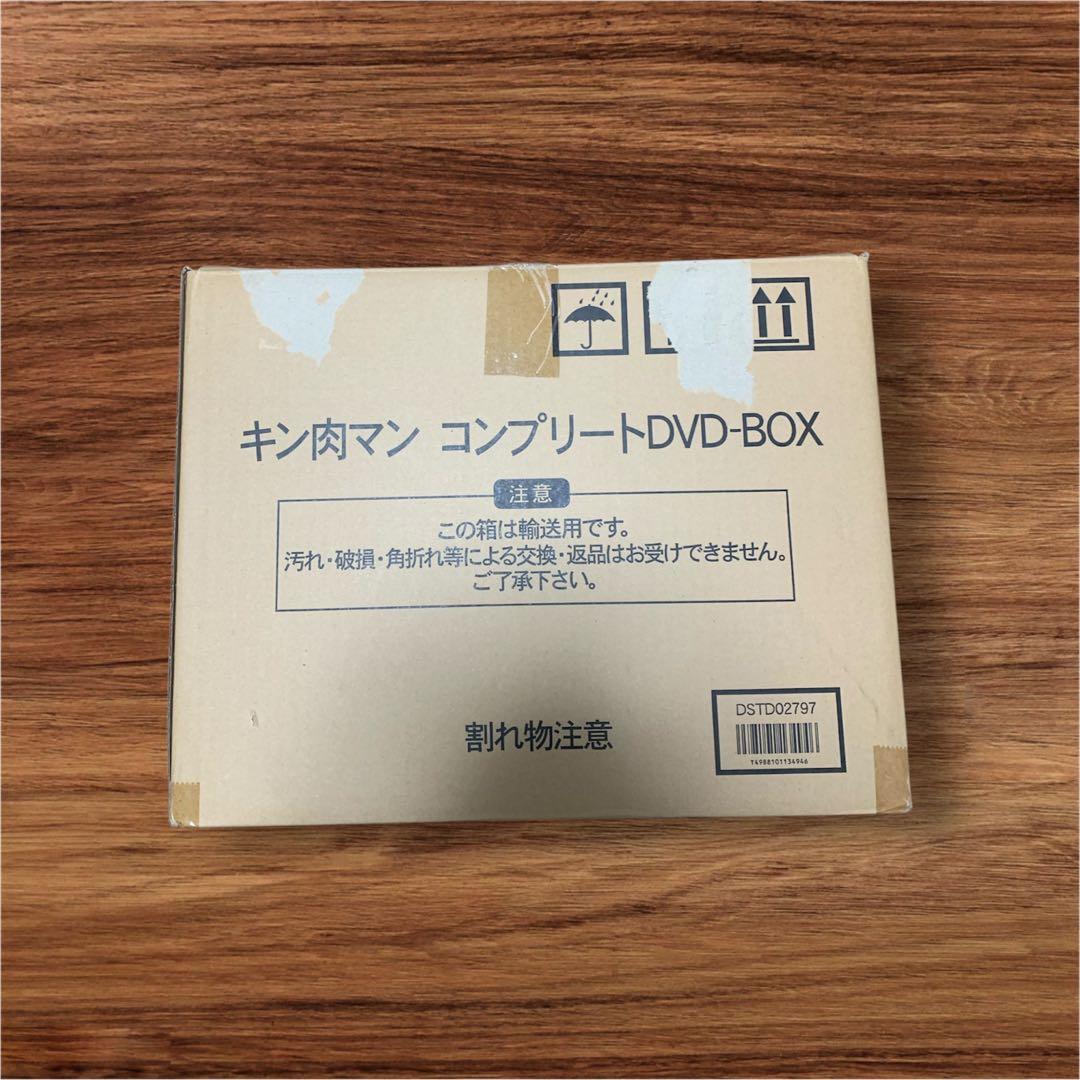 キン肉マン コンプリートDVD-BOX
注意
この箱は輸送用です。
汚れ・破損・角折れ等による交換・返品はお受けできません。
ご了承下さい。
割れ物注意
DSTD02797
T4988101134946